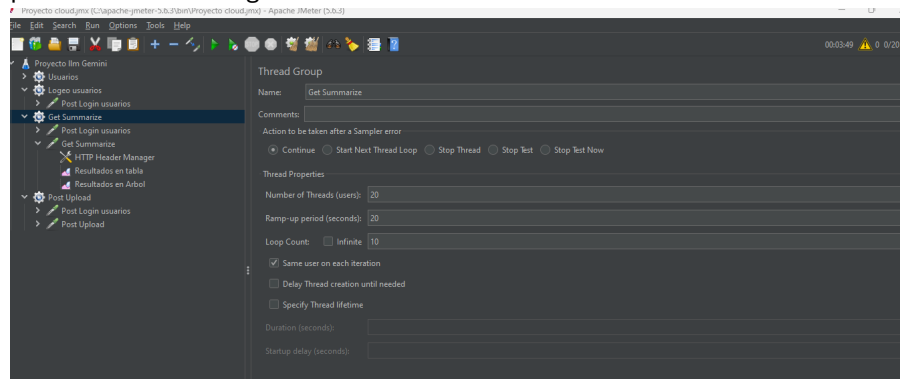 Proyecto cloud.jmx (C:\apache-jmeter-5.6.3\bin\Proyecto cloud.jmx) - Apache JMeter (5.6.3)
File Edit Search Run Options Tools Help
00:03:49 0 0/20
Proyecto llm Gemini
Usuarios
Logeo usuarios
Post Login usuarios
Get Summarize
Post Login usuarios
Get Summarize
HTTP Header Manager
Resultados en tabla
Resultados en Arbol
Post Upload
Post Login usuarios
Post Upload
Thread Group
Name: Get Summarize
Comments:
Action to be taken after a Sampler error
Continue Start Next Thread Loop Stop Thread Stop Test Stop Test Now
Thread Properties
Number of Threads (users): 20
Ramp-up period (seconds): 20
Loop Count: Infinite 10
Same user on each iteration
Delay Thread creation until needed
Specify Thread lifetime
Duration (seconds):
Startup delay (seconds):